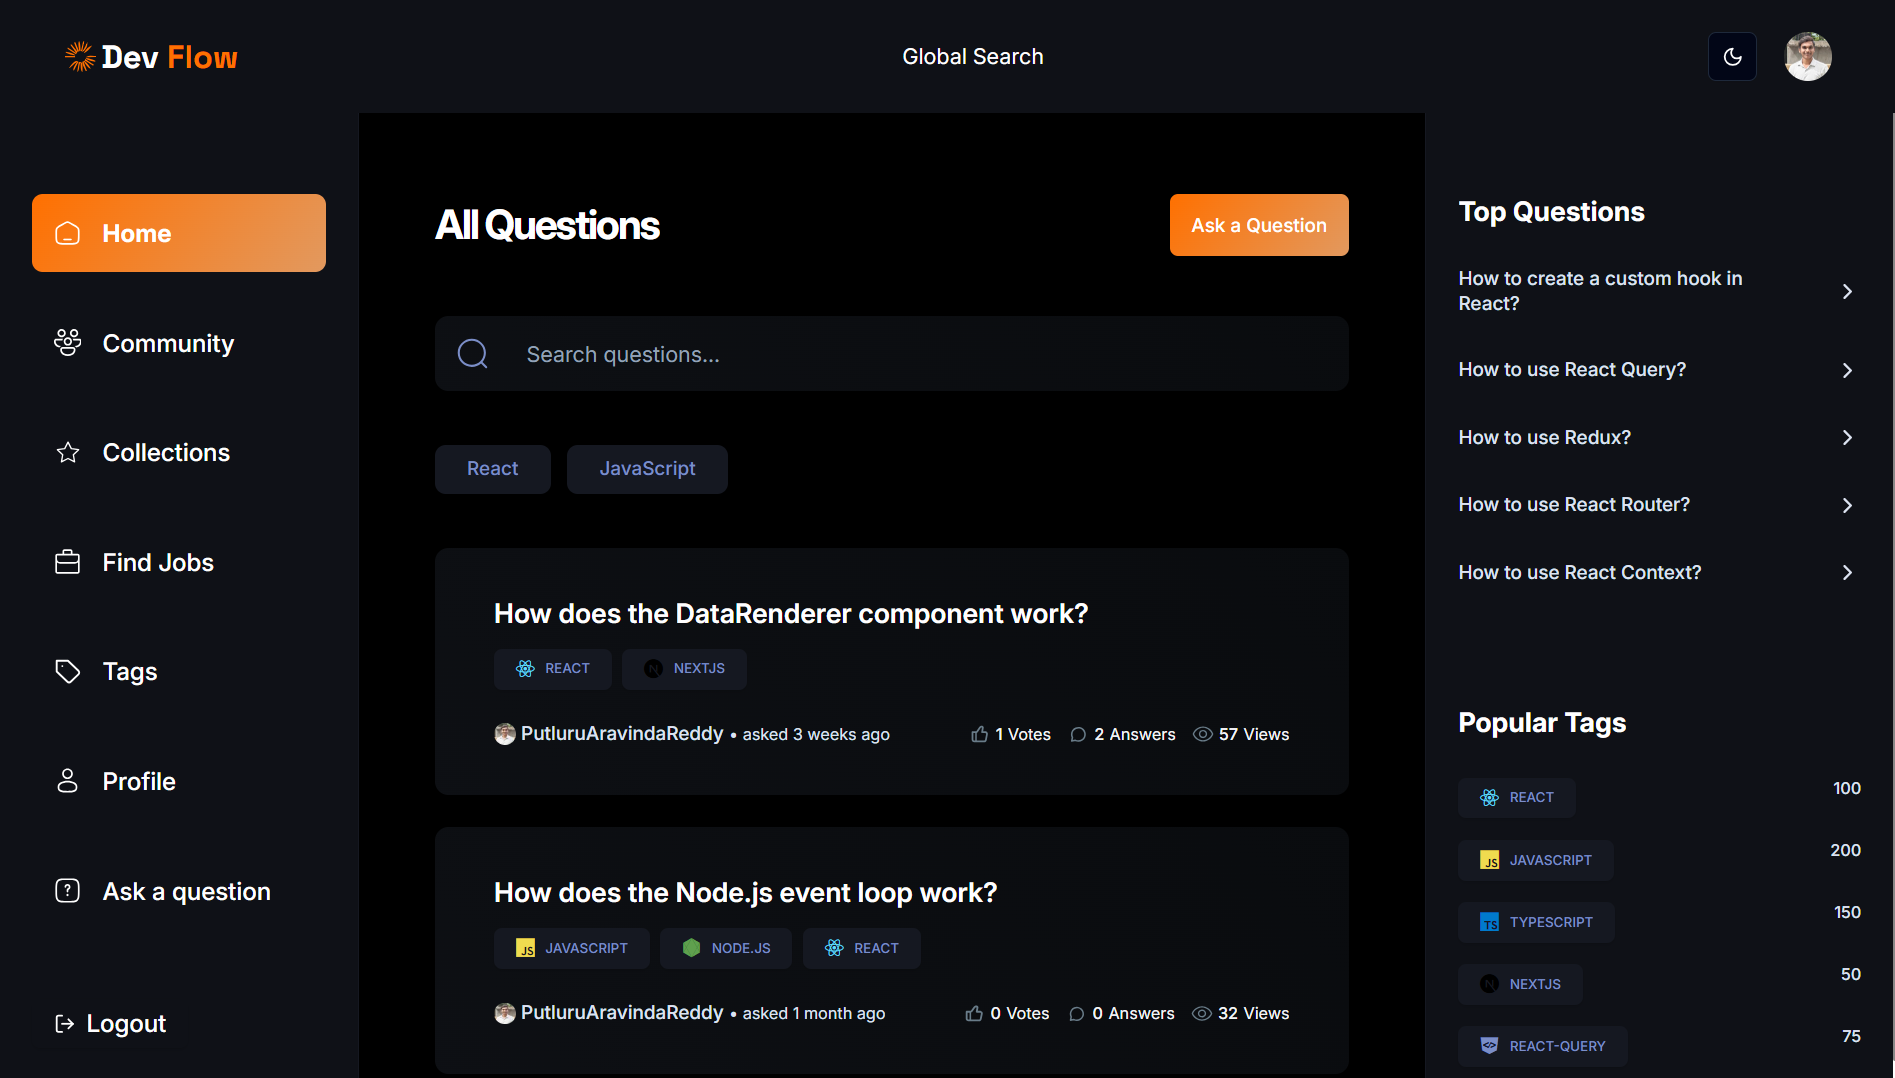 Dev Flow
Global Search
Home
Community
Collections
Find Jobs
Tags
Profile
Ask a question
Logout
All Questions
Ask a Question
Search questions...
React
JavaScript
How does the DataRenderer component work?
REACT
NEXTJS
PutluruAravindaReddy • asked 3 weeks ago
1 Votes
2 Answers
57 Views
How does the Node.js event loop work?
JS JAVASCRIPT
NODE.JS
REACT
PutluruAravindaReddy • asked 1 month ago
0 Votes
0 Answers
32 Views
Top Questions
How to create a custom hook in
React?
How to use React Query?
How to use Redux?
How to use React Router?
How to use React Context?
Popular Tags
REACT
100
JS JAVASCRIPT
200
TS TYPESCRIPT
150
N NEXTJS
50
REACT-QUERY
75